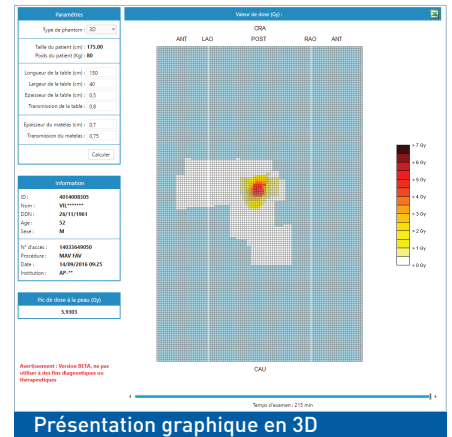 Paramètres
Type de phantom : 3D
Taille du patient (cm) : 175.00
Poids du patient (Kg) : 80
Longueur de la table (cm) : 150
Largeur de la table (cm) : 40
Epaisseur de la table (cm) : 0,5
Transmission de la table : 0,8
Epaisseur du matelas (cm) : 0,7
Transmission du matelas : 0,75
Calculer
Information
ID : 4014008305
Nom : VIL*******
DDN : 26/11/1961
Age : 52
Sexe : M
N° d'accès : 14033649050
Procédure : MAV FAV
Date : 14/09/2016 09:25
Institution : AP-**
Pic de dose à la peau (Gy)
5,9303
Avertissement : Version BETA, ne pas
utiliser à des fins diagnostiques ou
thérapeutiques
Valeur de dose (Gy) :
CRA
ANT LAO POST RAO ANT
> 7 Gy
> 6 Gy
> 5 Gy
> 4 Gy
> 3 Gy
> 2 Gy
> 1 Gy
> 0 Gy
CAU
Temps d'examen : 215 min
Présentation graphique en 3D